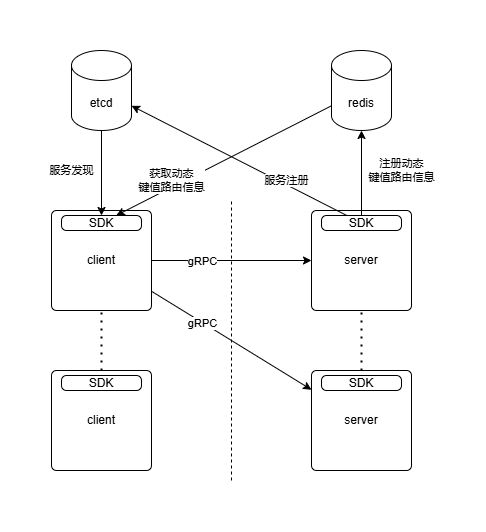 etcd
redis
服务发现
获取动态
键值路由信息
服务注册
注册动态
键值路由信息
SDK
client
gRPC
SDK
server
gRPC
SDK
client
SDK
server